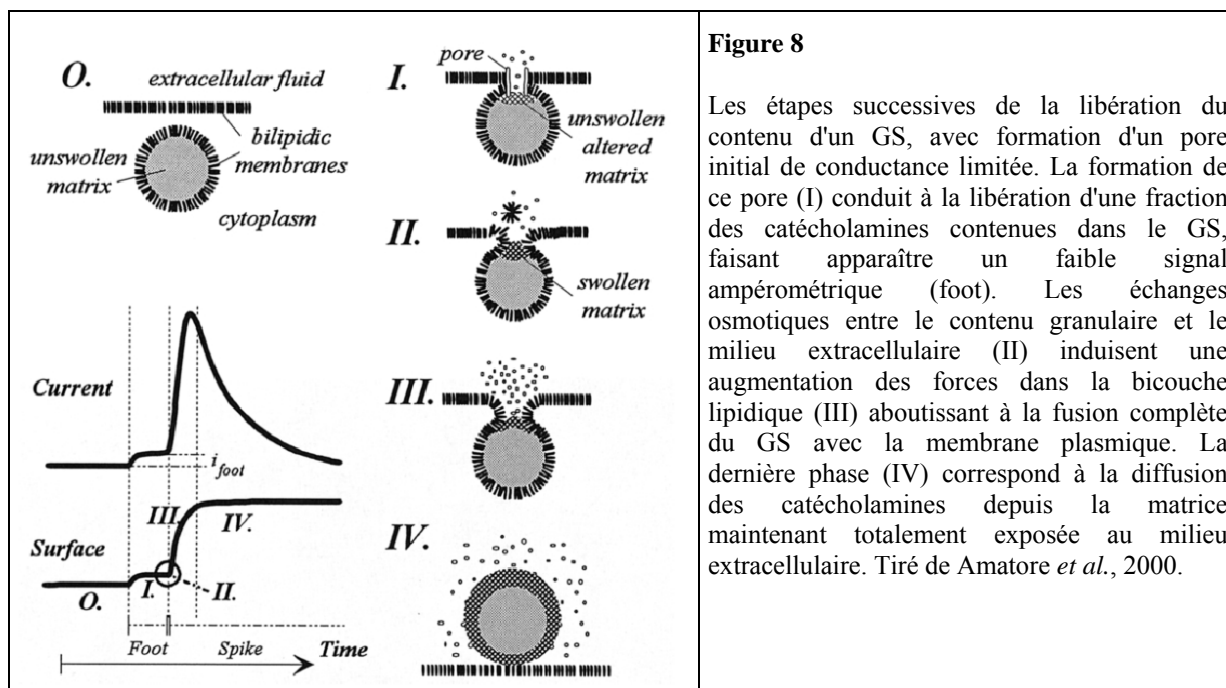 O.
extracellular fluid
bilipidic
membranes
unswollen
matrix
cytoplasm
I.
pore
unswollen
altered
matrix
II.
swollen
matrix
III.
IV.
Current
i foot
III.
IV.
Surface
O.
I.
II.
Foot
Spike
Time
Figure 8
Les étapes successives de la libération du
contenu d'un GS, avec formation d'un pore
initial de conductance limitée. La formation de
ce pore (I) conduit à la libération d'une fraction
des catécholamines contenues dans le GS,
faisant apparaître un faible signal
ampérométrique (foot). Les échanges
osmotiques entre le contenu granulaire et le
milieu extracellulaire (II) induisent une
augmentation des forces dans la bicouche
lipidique (III) aboutissant à la fusion complète
du GS avec la membrane plasmique. La
dernière phase (IV) correspond à la diffusion
des catécholamines depuis la matrice
maintenant totalement exposée au milieu
extracellulaire. Tiré de Amatore et al., 2000.